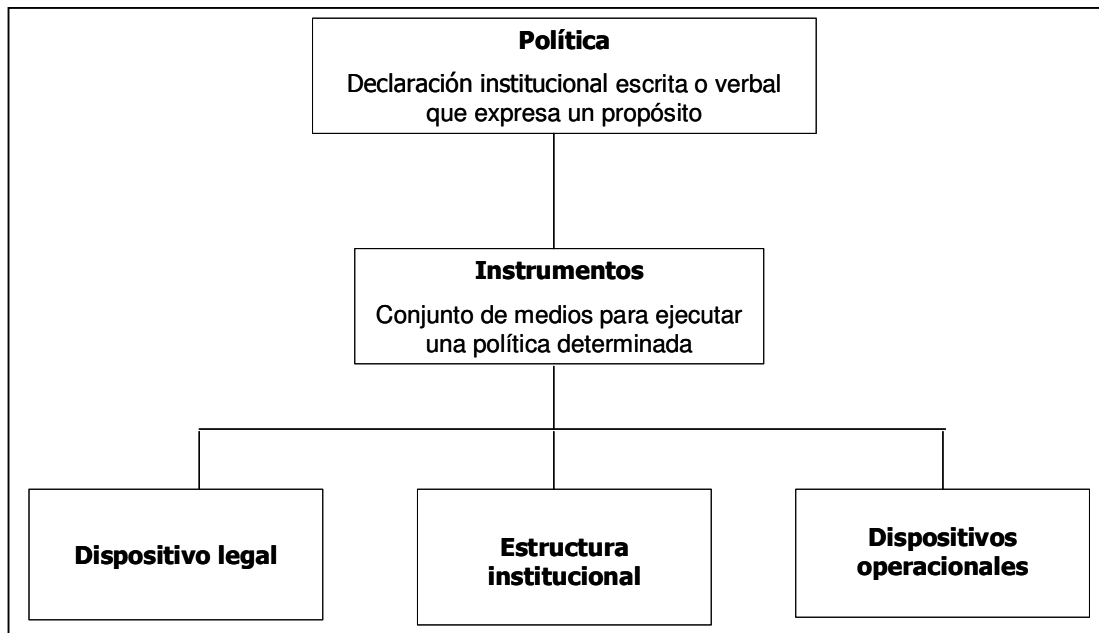 Política
Declaración institucional escrita o verbal
que expresa un propósito
Instrumentos
Conjunto de medios para ejecutar
una política determinada
Dispositivo legal
Estructura
institucional
Dispositivos
operacionales